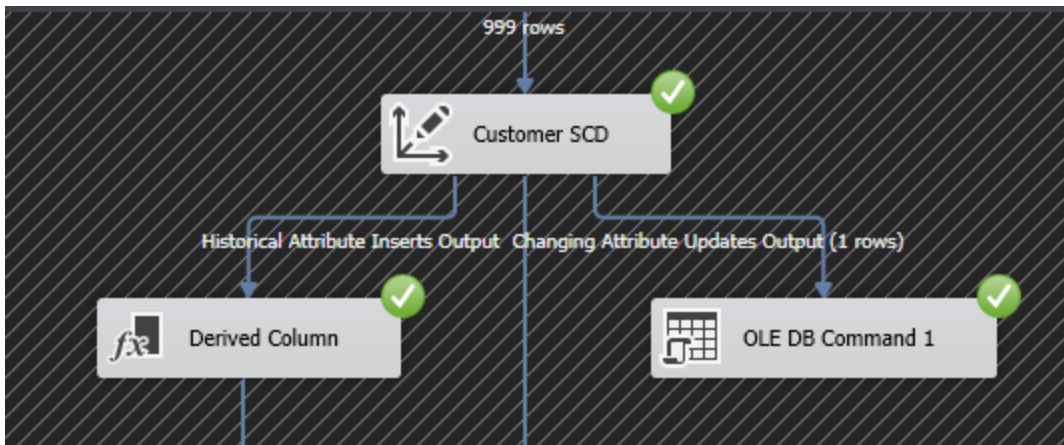 999 rows
Customer SCD
Historical Attribute Inserts Output
Changing Attribute Updates Output (1 rows)
fx
Derived Column
OLE DB Command 1